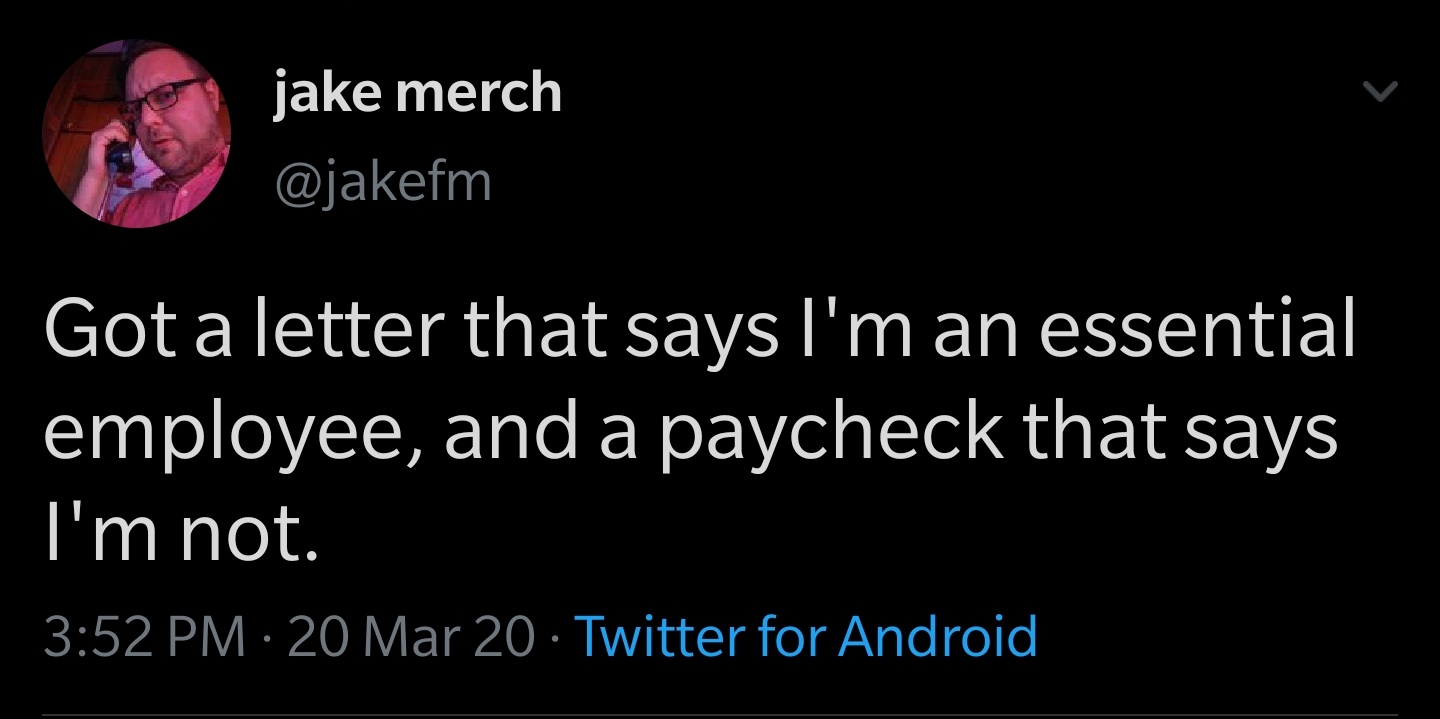 jake merch
@jakefm
Got a letter that says I'm an essential
employee, and a paycheck that says
I'm not.
3:52 PM · 20 Mar 20 · Twitter for Android